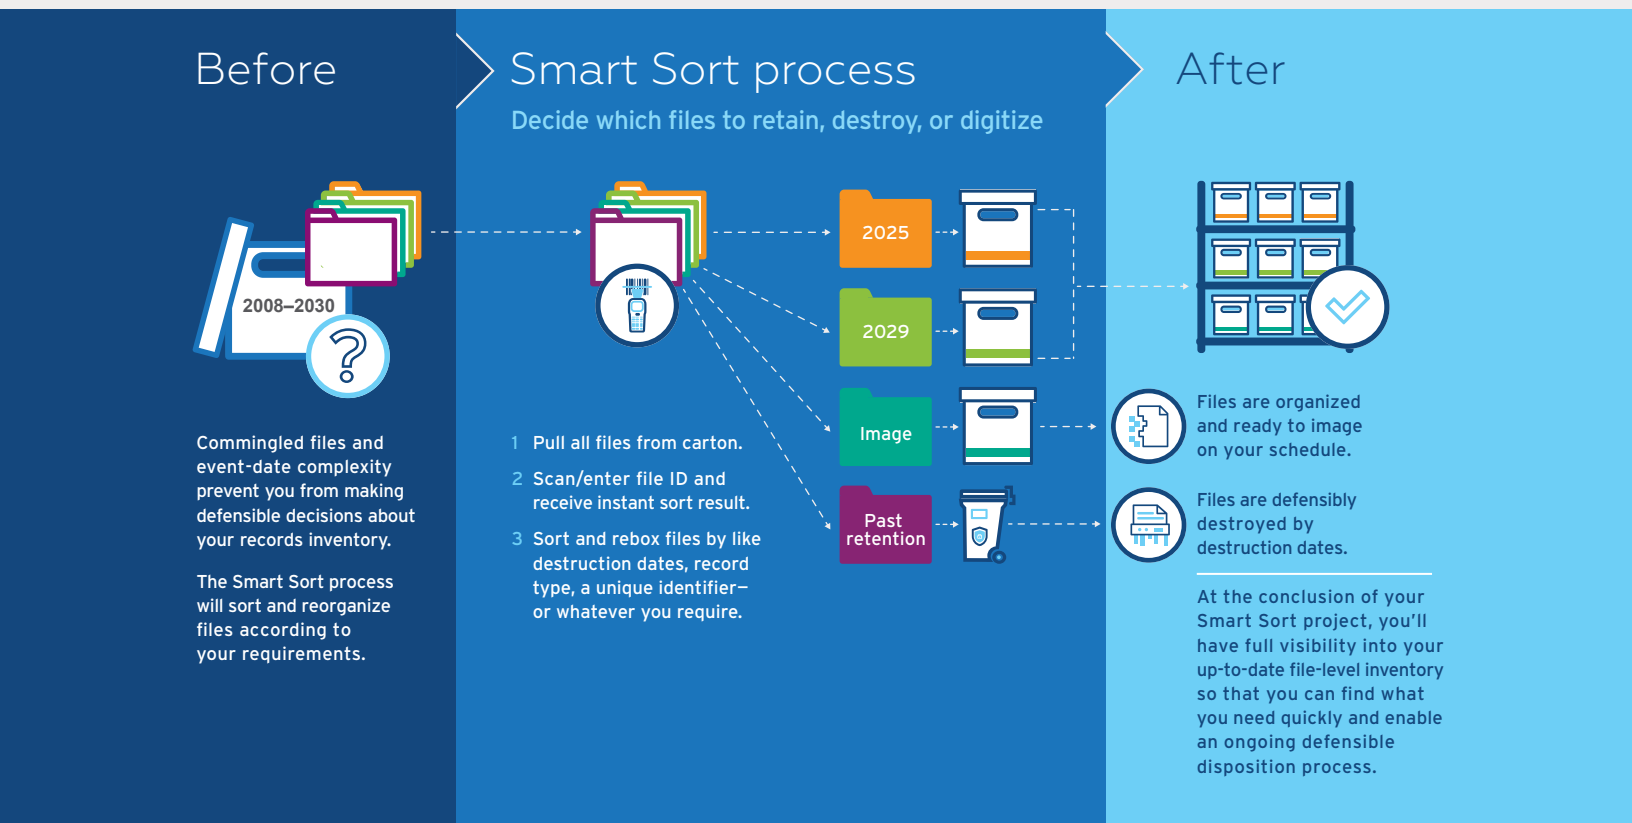 Before
2008–2030
Commingled files and
event-date complexity
prevent you from making
defensible decisions about
your records inventory.
The Smart Sort process
will sort and reorganize
files according to
your requirements.
Smart Sort process
Decide which files to retain, destroy, or digitize
1 Pull all files from carton.
2 Scan/enter file ID and
receive instant sort result.
3 Sort and rebox files by like
destruction dates, record
type, a unique identifier—
or whatever you require.
2025
2029
Image
Past
retention
After
Files are organized
and ready to image
on your schedule.
Files are defensibly
destroyed by
destruction dates.
At the conclusion of your
Smart Sort project, you'll
have full visibility into your
up-to-date file-level inventory
so that you can find what
you need quickly and enable
an ongoing defensible
disposition process.